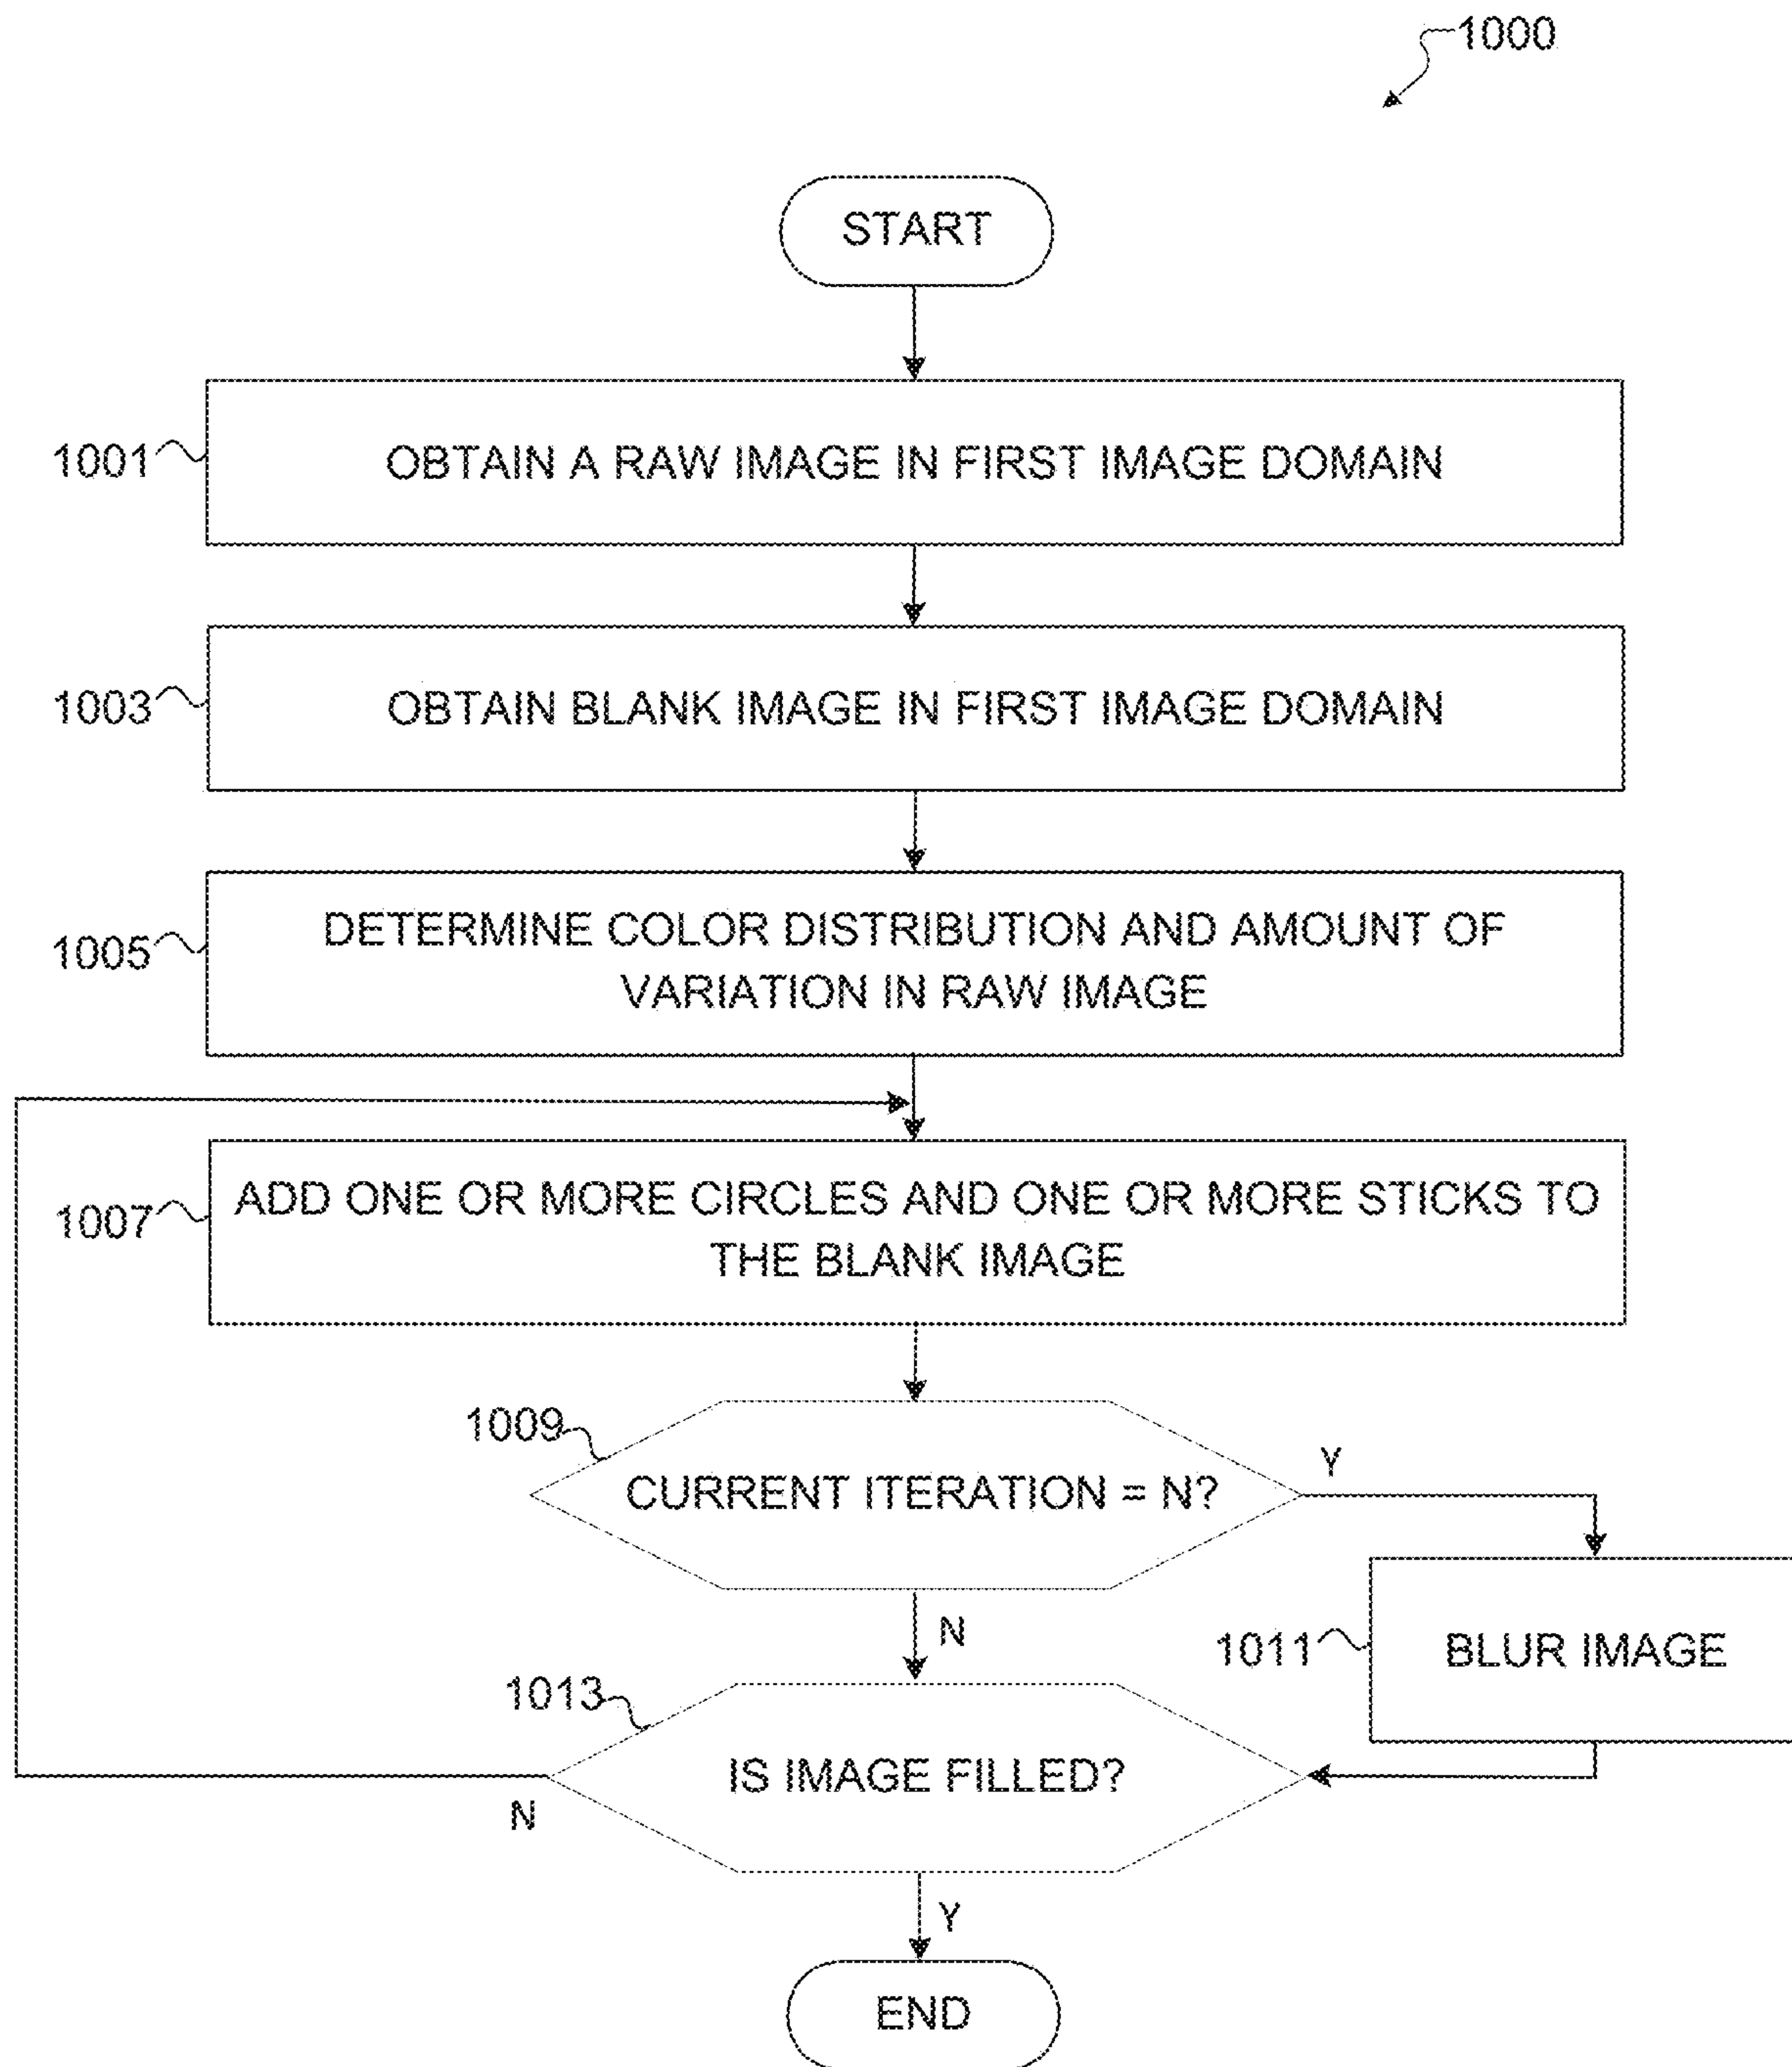 1000
START
1001
OBTAIN A RAW IMAGE IN FIRST IMAGE DOMAIN
1003
OBTAIN BLANK IMAGE IN FIRST IMAGE DOMAIN
1005
DETERMINE COLOR DISTRIBUTION AND AMOUNT OF
VARIATION IN RAW IMAGE
1007
ADD ONE OR MORE CIRCLES AND ONE OR MORE STICKS TO
THE BLANK IMAGE
1009
CURRENT ITERATION = N?
Y
N
1011
BLUR IMAGE
1013
IS IMAGE FILLED?
N
Y
END